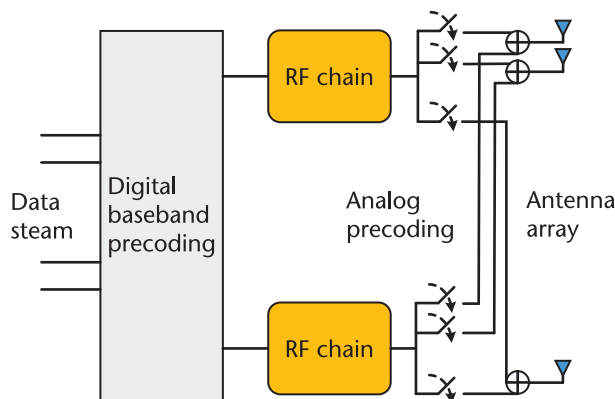 RF chain
Data
steam
Digital
baseband
precoding
Analog
precoding
Antenna
array
RF chain